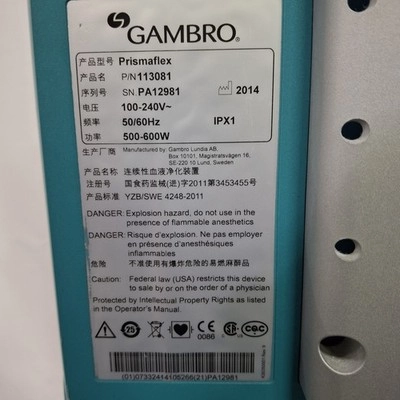 GAMBRO®
产品型号 Prismaflex
产品名 P/N 113081
序列号 SN. PA12981 2014
电压 100-240V~
频率 50/60Hz IPX1
功率 500-600W
生产厂商 Manufactured by: Gambro Lundia AB,
Box 10101, Magistratsvägen 16,
SE-220 10 Lund, Sweden
产品名称 连续性血液净化装置
注册号 国食药监械(进)字2011第3453455号
产品标准 YZB/SWE 4248-2011
DANGER: Explosion hazard, do not use in the
presence of flammable anesthetics
DANGER: Risque d'explosion. Ne pas employer
en présence d'anesthésiques
inflammables
危险 不准使用有爆炸危险的易燃麻醉品
Caution: Federal law (USA) restricts this device
to sale by or on the order of a physician
Protected by Intellectual Property Rights as listed
in the Operator's Manual.
25 CE 0086 CSA CQC
(01)07332414106266(21)PA12981